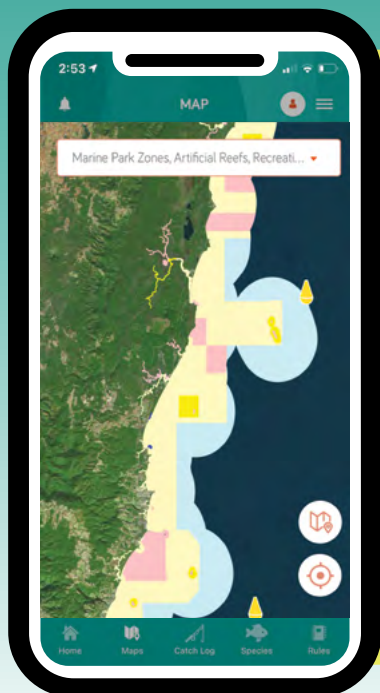 2:53
MAP
Marine Park Zones, Artificial Reefs, Recreati...
Home
Maps
Catch Log
Species
Rules